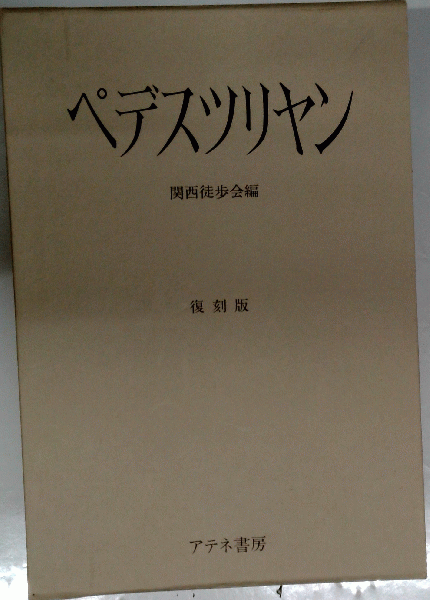 ペデスツリヤン
関西徒歩会編
復刻版
アテネ書房